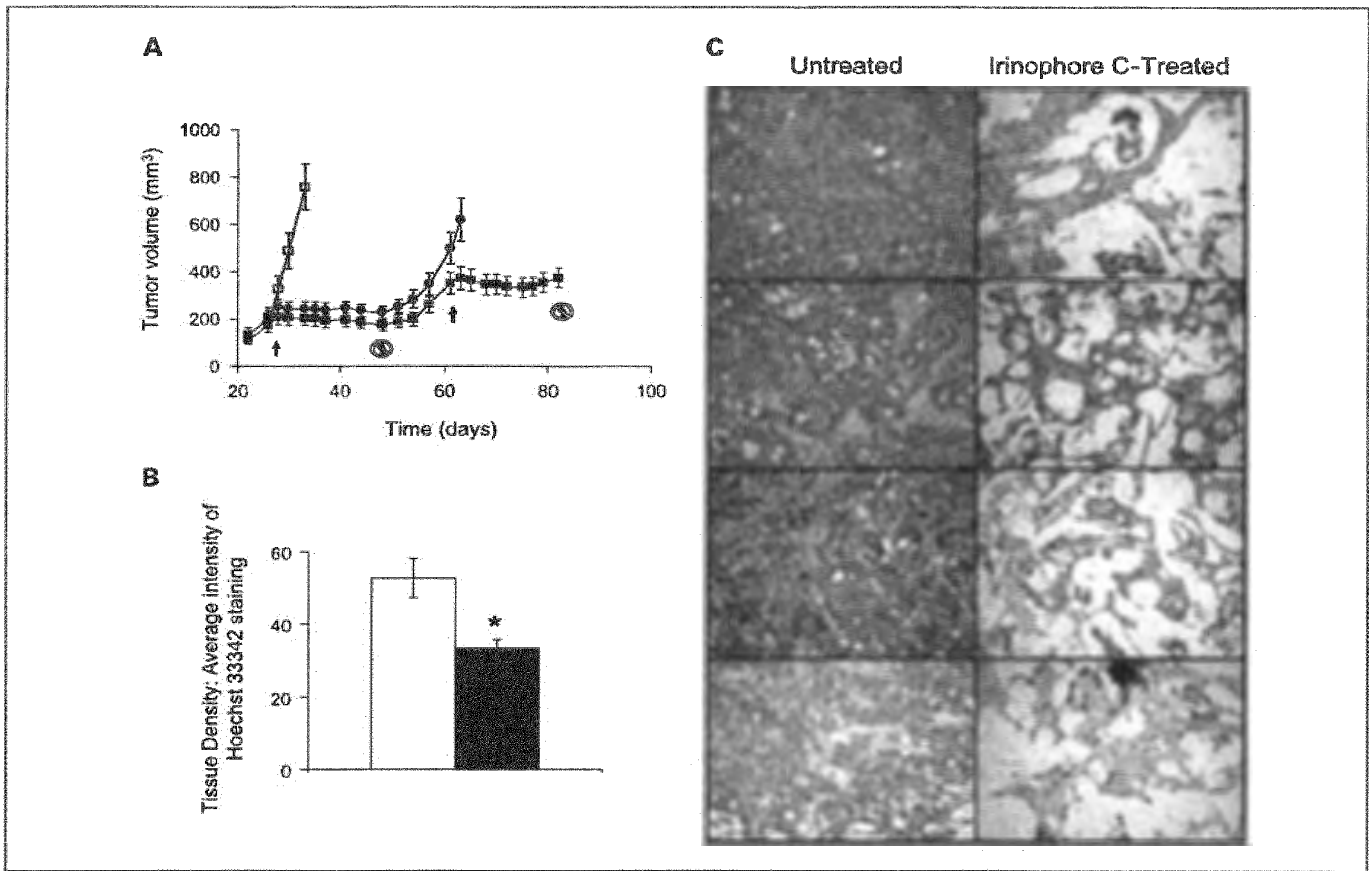 A
Tumor volume (mm³)
1000
800
600
400
200
0
20
40
60
80
100
Time (days)
B
Tissue Density: Average intensity of
Hoechst 33342 staining
60
40
20
0
*
C
Untreated
Irinophore C-Treated